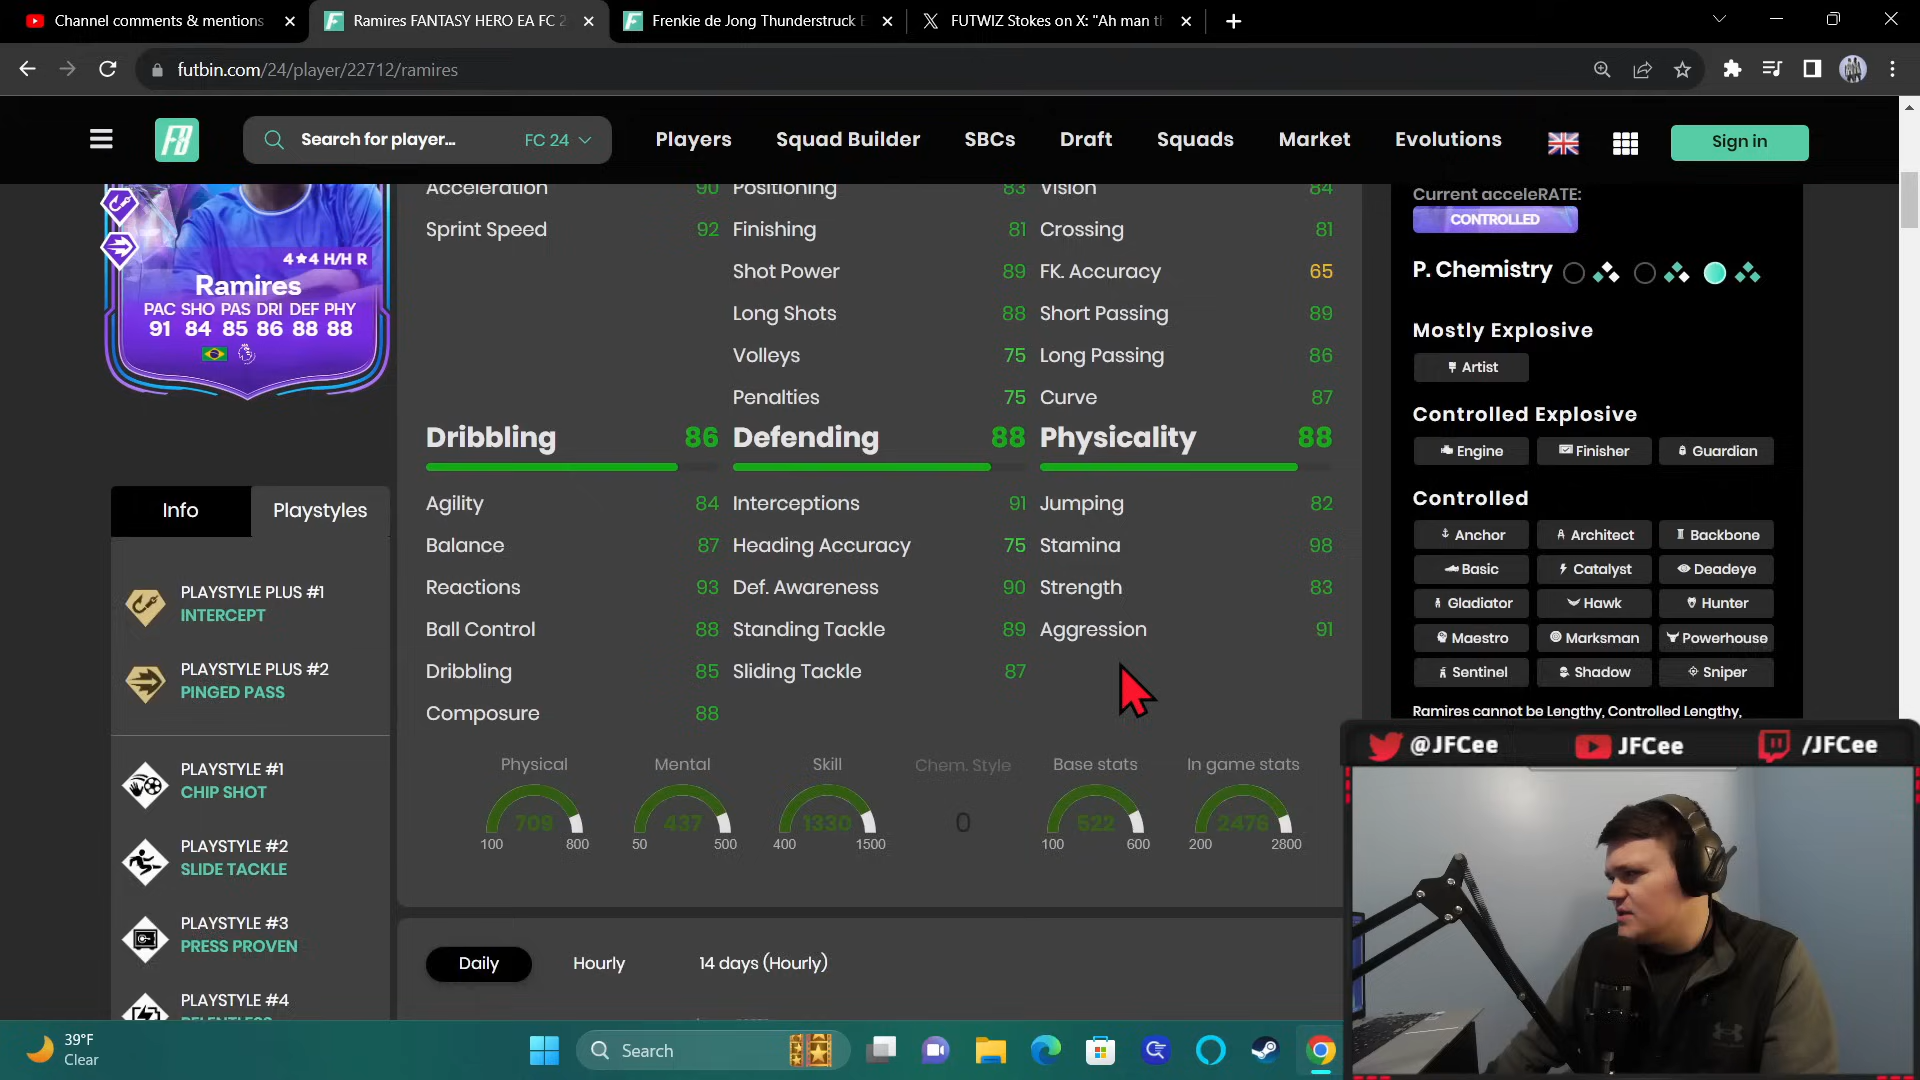 Channel comments & mentions
Ramires FANTASY HERO EA FC 2
Frenkie de Jong Thunderstruck E
FUTWIZ Stokes on X: "Ah man th
futbin.com/24/player/22712/ramires
Search for player...
FC 24
Players
Squad Builder
SBCs
Draft
Squads
Market
Evolutions
Sign in
4★4 H/H R
Ramires
PAC SHO PAS DRI DEF PHY
91 84 85 86 88 88
Info
Playstyles
PLAYSTYLE PLUS #1
INTERCEPT
PLAYSTYLE PLUS #2
PINGED PASS
PLAYSTYLE #1
CHIP SHOT
PLAYSTYLE #2
SLIDE TACKLE
PLAYSTYLE #3
PRESS PROVEN
PLAYSTYLE #4
RELENTLESS
Acceleration 90
Sprint Speed 92
Positioning 83
Finishing 81
Shot Power 89
Long Shots 88
Volleys 75
Penalties 75
Vision 84
Crossing 81
FK. Accuracy 65
Short Passing 89
Long Passing 86
Curve 87
Dribbling 86
Agility 84
Balance 87
Reactions 93
Ball Control 88
Dribbling 85
Composure 88
Defending 88
Interceptions 91
Heading Accuracy 75
Def. Awareness 90
Standing Tackle 89
Sliding Tackle 87
Physicality 88
Jumping 82
Stamina 98
Strength 83
Aggression 91
Physical
709
100 800
Mental
437
50 500
Skill
1330
400 1500
Chem. Style
0
Base stats
522
100 600
In game stats
2476
200 2800
Daily
Hourly
14 days (Hourly)
Current acceleRATE:
CONTROLLED
P. Chemistry
Mostly Explosive
Artist
Controlled Explosive
Engine
Finisher
Guardian
Controlled
Anchor
Architect
Backbone
Basic
Catalyst
Deadeye
Gladiator
Hawk
Hunter
Maestro
Marksman
Powerhouse
Sentinel
Shadow
Sniper
Ramires cannot be Lengthy, Controlled Lengthy,
@JFCee
JFCee
/JFCee
39°F
Clear
Search